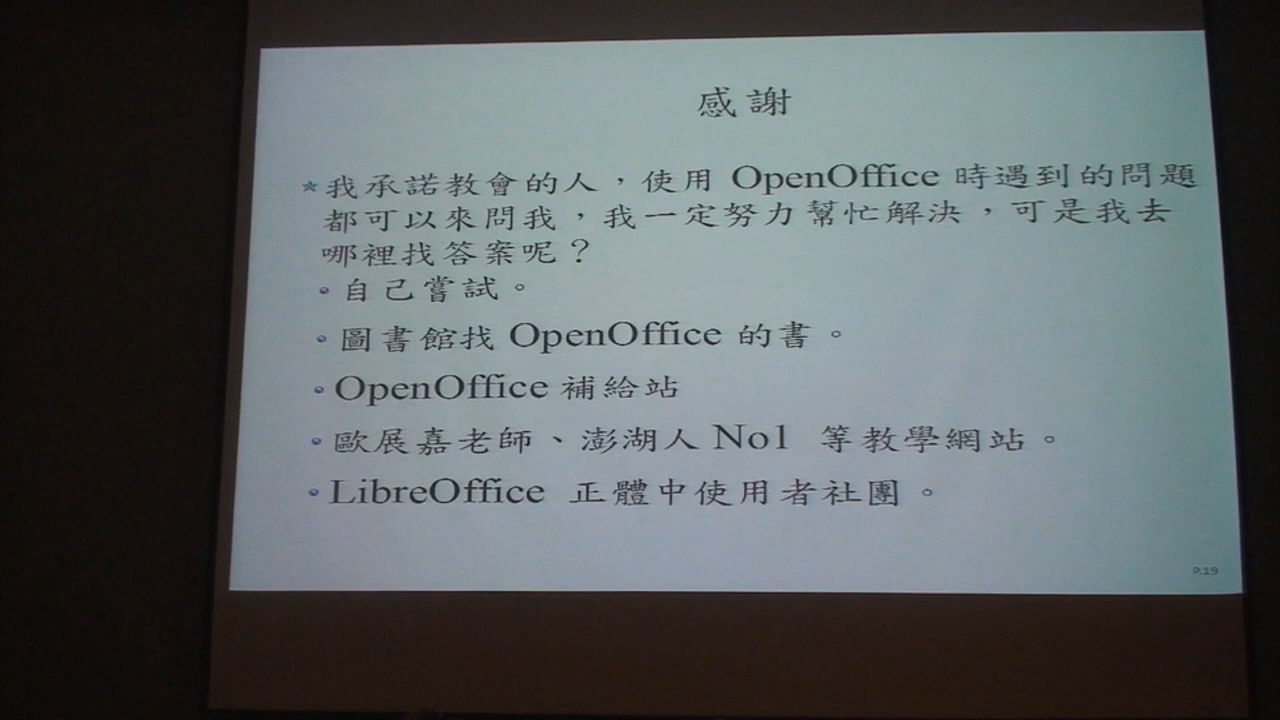 感謝
我承諾教會的人，使用 OpenOffice 時遇到的問題
都可以來問我，我一定努力幫忙解決，可是我去
哪裡找答案呢？
自己嘗試。
圖書館找 OpenOffice 的書。
OpenOffice 補給站
歐展嘉老師、澎湖人 No1 等教學網站。
LibreOffice 正體中使用者社團。
P.19